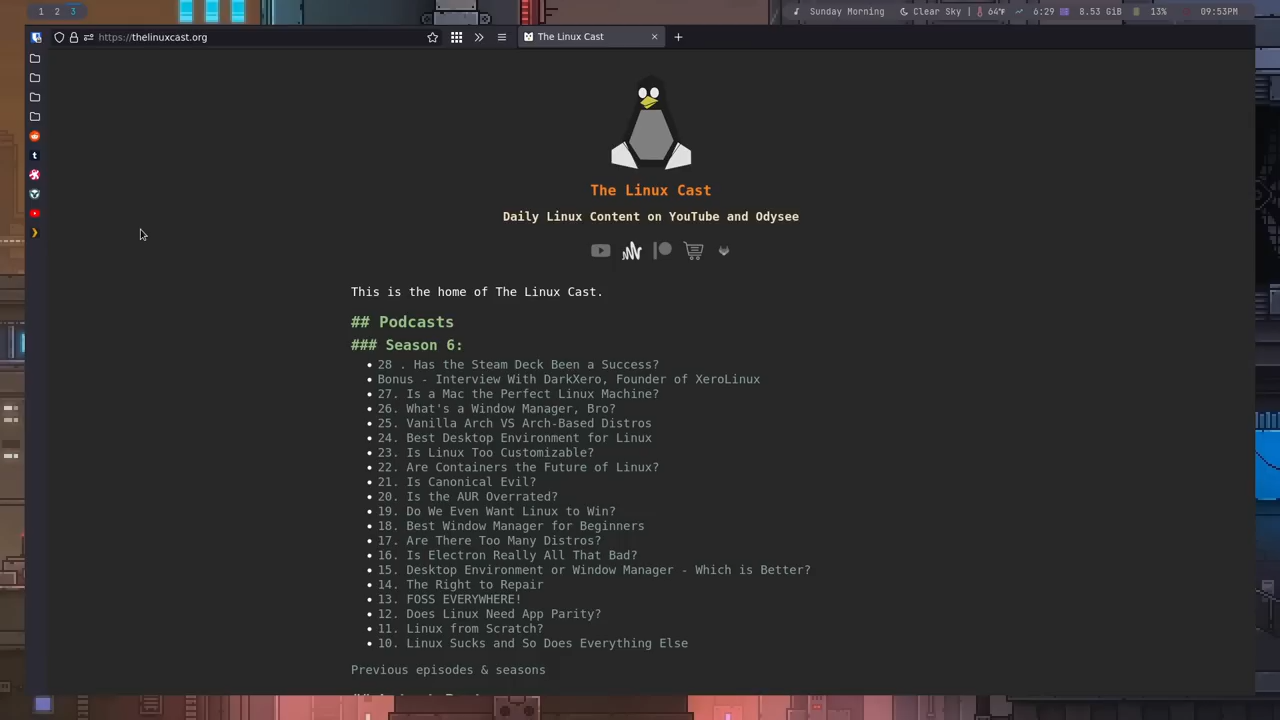 1 2 3
Sunday Morning
Clear Sky | 64°F
6:29
8.53 GiB
13%
09:53PM
https://thelinuxcast.org
The Linux Cast
The Linux Cast
Daily Linux Content on YouTube and Odysee
This is the home of The Linux Cast.
## Podcasts
### Season 6:
28 . Has the Steam Deck Been a Success?
Bonus - Interview With DarkXero, Founder of XeroLinux
27. Is a Mac the Perfect Linux Machine?
26. What's a Window Manager, Bro?
25. Vanilla Arch VS Arch-Based Distros
24. Best Desktop Environment for Linux
23. Is Linux Too Customizable?
22. Are Containers the Future of Linux?
21. Is Canonical Evil?
20. Is the AUR Overrated?
19. Do We Even Want Linux to Win?
18. Best Window Manager for Beginners
17. Are There Too Many Distros?
16. Is Electron Really All That Bad?
15. Desktop Environment or Window Manager - Which is Better?
14. The Right to Repair
13. FOSS EVERYWHERE!
12. Does Linux Need App Parity?
11. Linux from Scratch?
10. Linux Sucks and So Does Everything Else
Previous episodes & seasons